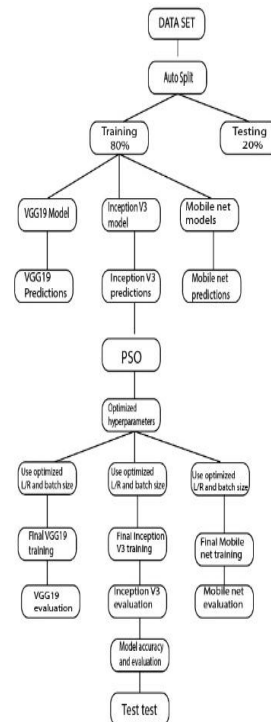 DATA SET
Auto Split
Training
80%
Testing
20%
VGG19 Model
Inception V3
model
Mobile net
models
VGG19
Predictions
Inception V3
predictions
Mobile net
predictions
PSO
Optimized
hyperparameters
Use optimized
L/R and batch size
Use optimized
L/R and batch size
Use optimized
L/R and batch size
Final VGG19
training
Final Inception
V3 training
Final Mobile
net training
VGG19
evaluation
Inception V3
evaluation
Mobile net
evaluation
Model accuracy
and evaluation
Test test